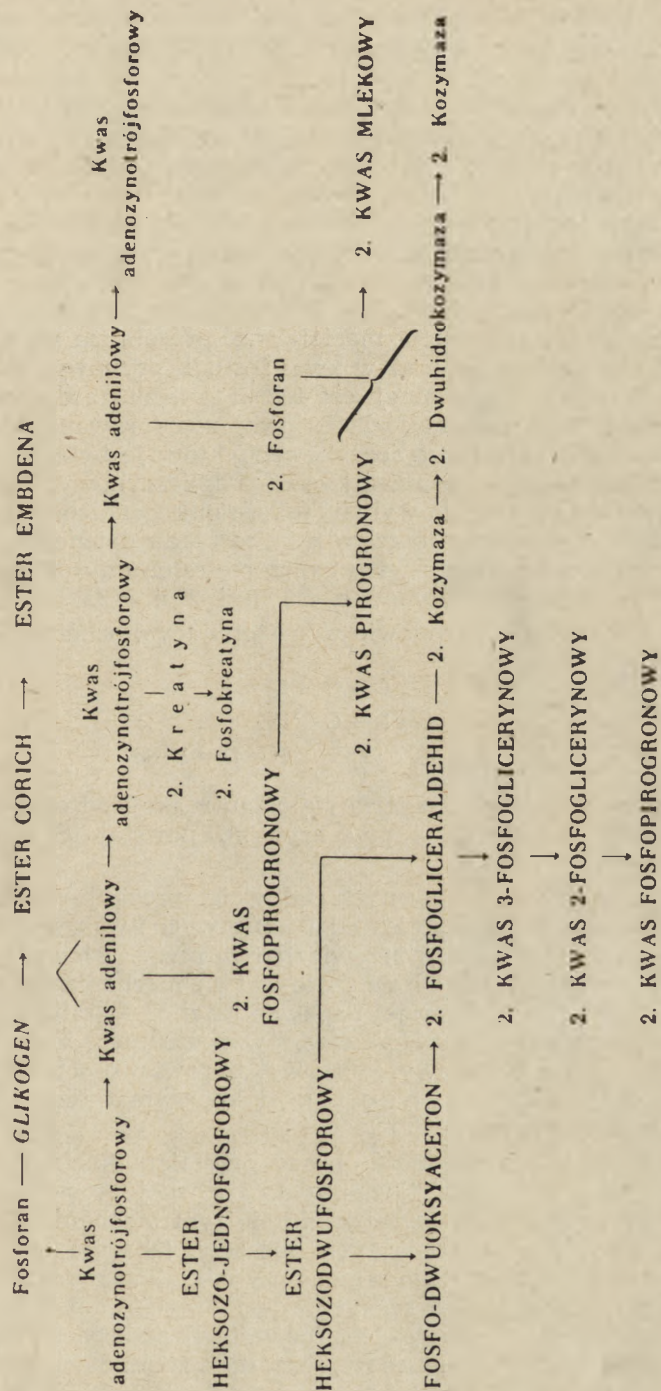 Fosforan — GLIKOGEN → ESTER CORICH → ESTER EMBDENA
Kwas
adenozynotrójfosforowy → Kwas adenilowy → Kwas
adenozynotrójfosforowy → Kwas adenilowy → Kwas
adenozynotrójfosforowy
ESTER
HEKSOZO-JEDNOFOSFOROWY
2. Kreatyna
2. Fosfokreatyna
2. KWAS
FOSFOPIROGRONOWY
2. Fosforan
ESTER
HEKSOZODWUFOSFOROWY
2. KWAS PIROGRONOWY → 2. KWAS MLEKOWY
FOSFO-DWUOKSYACETON → 2. FOSFOGLICERALDEHID — 2. Kozymaza → 2. Dwuhidrokozymaza → 2. Kozymaza
2. KWAS 3-FOSFOGLICERYNOWY
2. KWAS 2-FOSFOGLICERYNOWY
2. KWAS FOSFOPIROGRONOWY